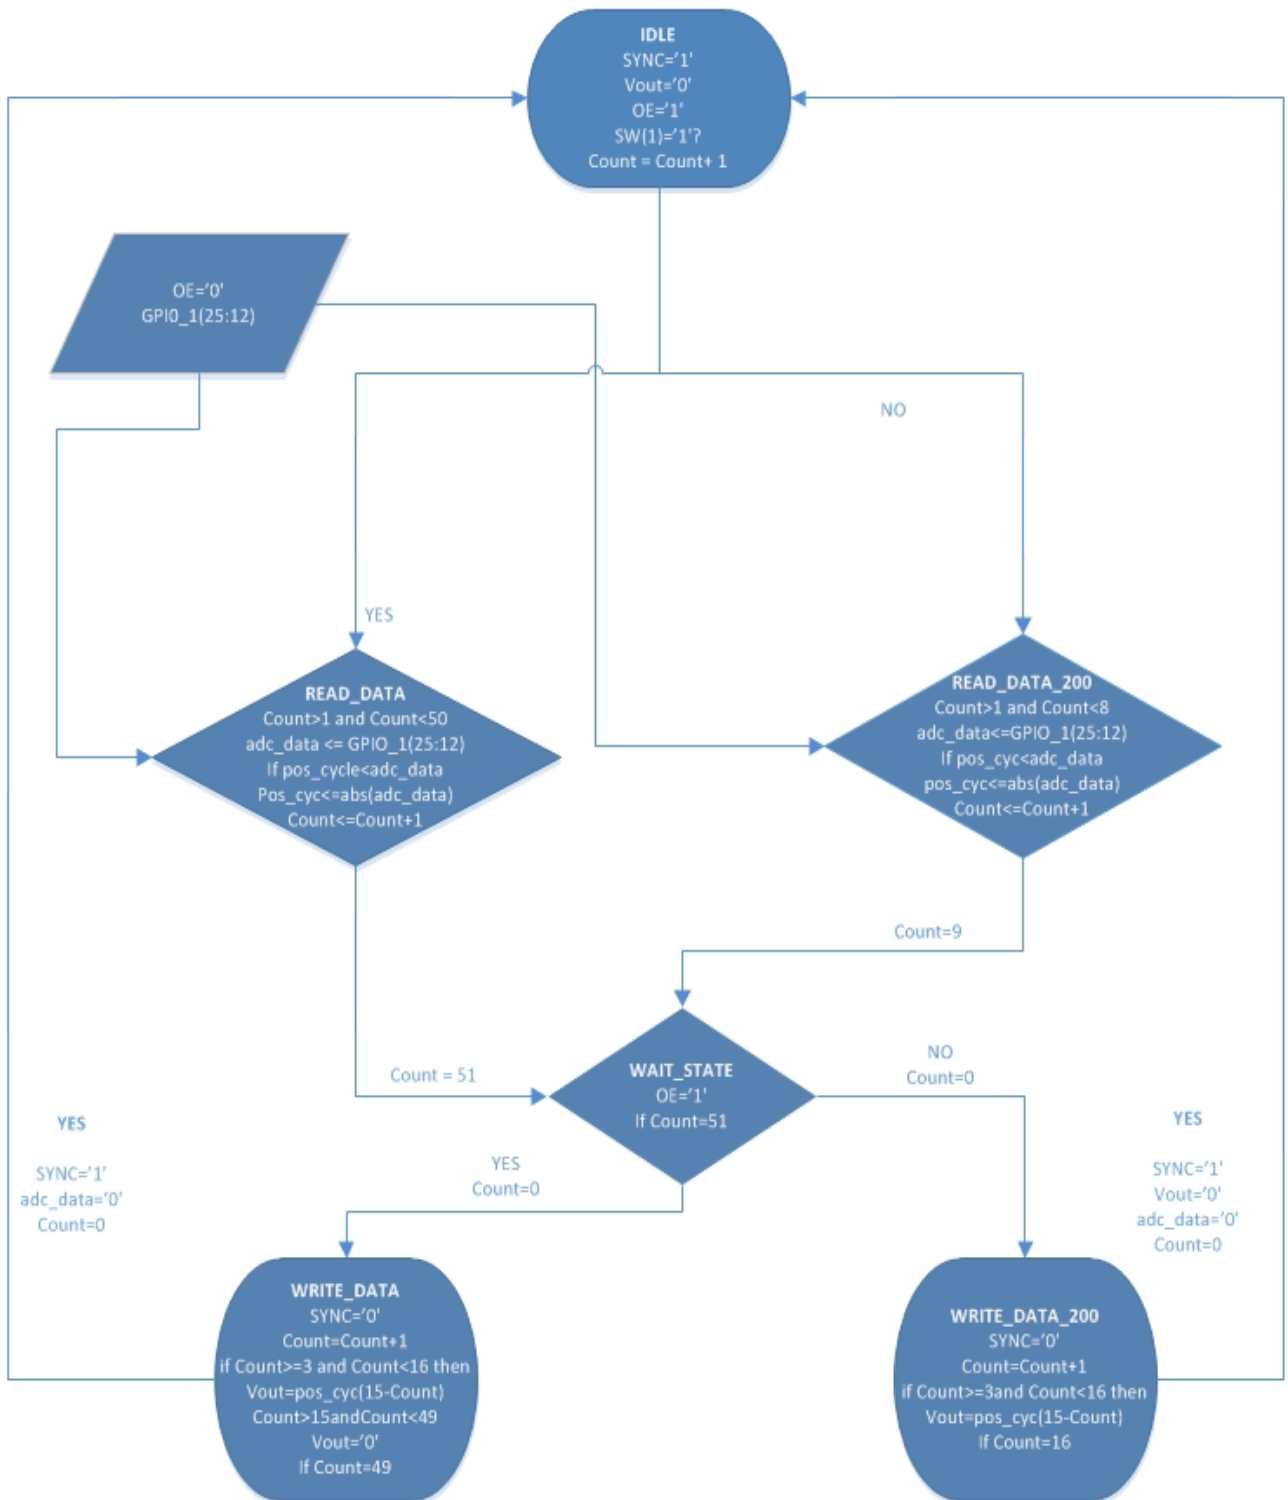 IDLE
SYNC='1'
Vout='0'
OE='1'
SW(1)='1'?
Count = Count+ 1
OE='0'
GPI0_1(25:12)
NO
YES
READ_DATA
Count>1 and Count<50
adc_data <= GPIO_1(25:12)
If pos_cycle<adc_data
Pos_cyc<=abs(adc_data)
Count<=Count+1
READ_DATA_200
Count>1 and Count<8
adc_data<=GPIO_1(25:12)
If pos_cyc<adc_data
pos_cyc<=abs(adc_data)
Count<=Count+1
Count=9
Count = 51
WAIT_STATE
OE='1'
If Count=51
NO
Count=0
YES
Count=0
YES
SYNC='1'
adc_data='0'
Count=0
YES
SYNC='1'
Vout='0'
adc_data='0'
Count=0
WRITE_DATA
SYNC='0'
Count=Count+1
if Count>=3 and Count<16 then
Vout=pos_cyc(15-Count)
Count>15andCount<49
Vout='0'
If Count=49
WRITE_DATA_200
SYNC='0'
Count=Count+1
if Count>=3and Count<16 then
Vout=pos_cyc(15-Count)
If Count=16